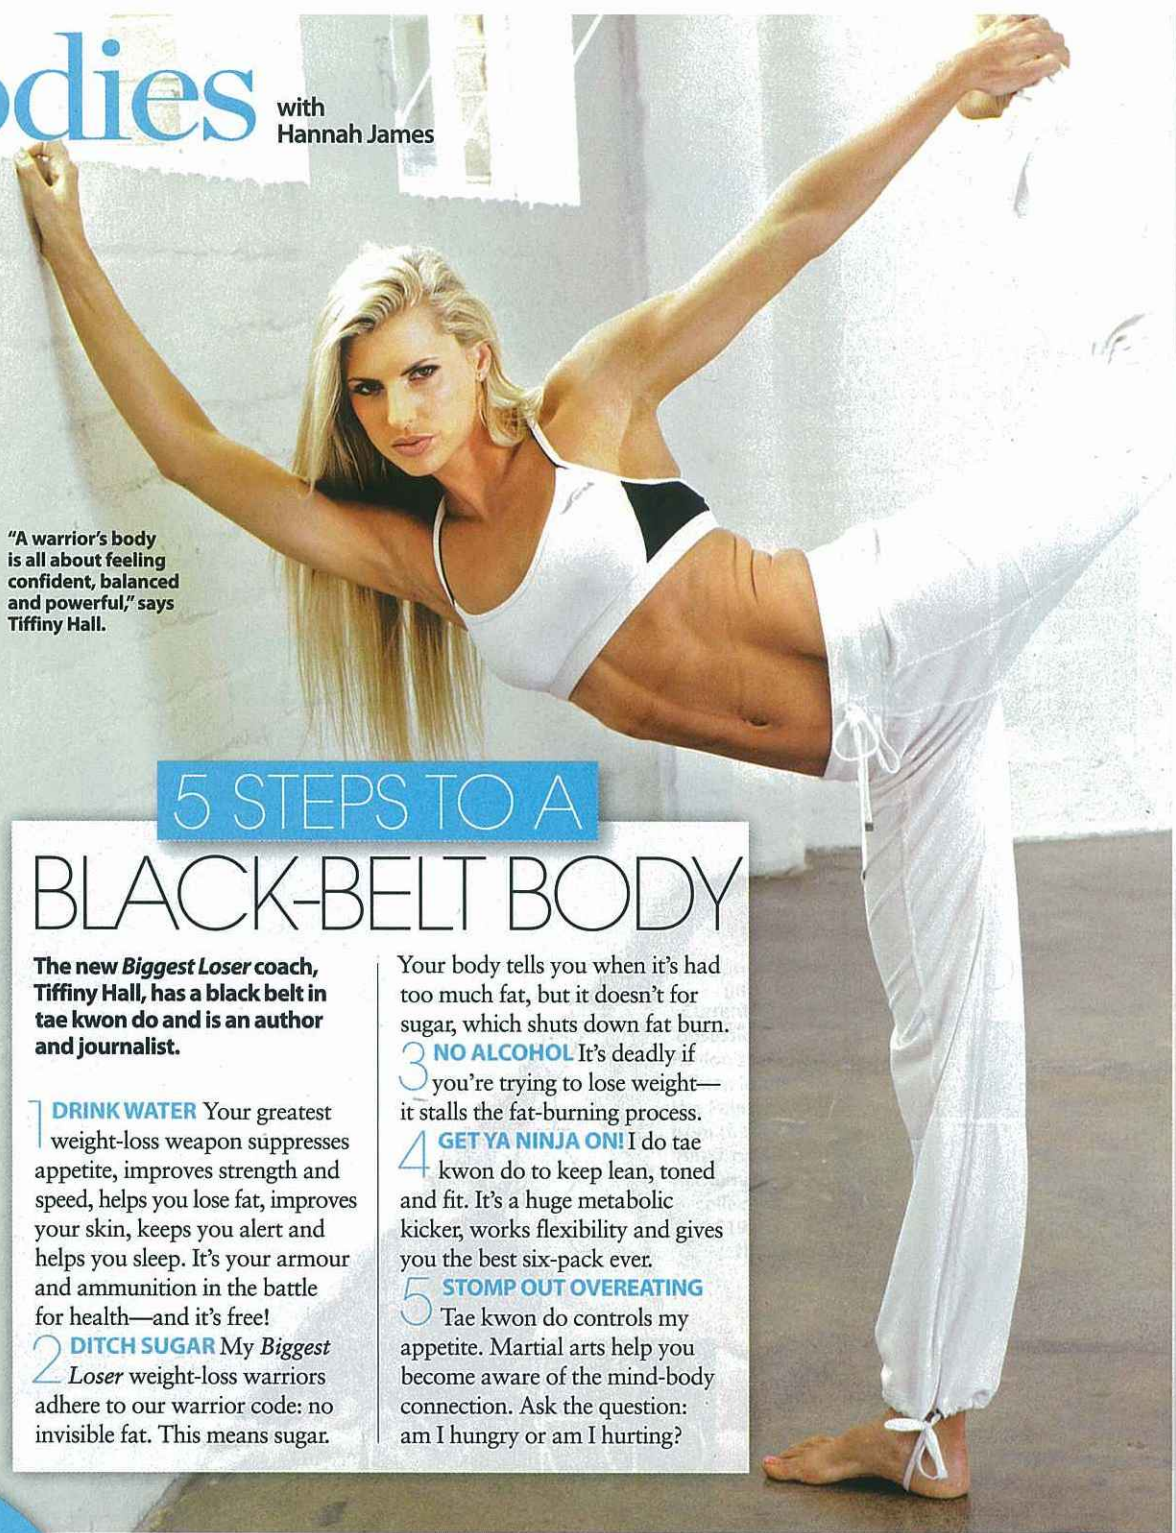 odies
with
Hannah James
"A warrior's body
is all about feeling
confident, balanced
and powerful," says
Tiffiny Hall.
5 STEPS TO A
BLACK-BELT BODY
The new Biggest Loser coach,
Tiffiny Hall, has a black belt in
tae kwon do and is an author
and journalist.
1 DRINK WATER Your greatest
weight-loss weapon suppresses
appetite, improves strength and
speed, helps you lose fat, improves
your skin, keeps you alert and
helps you sleep. It's your armour
and ammunition in the battle
for health—and it's free!
2 DITCH SUGAR My Biggest
Loser weight-loss warriors
adhere to our warrior code: no
invisible fat. This means sugar.
Your body tells you when it's had
too much fat, but it doesn't for
sugar, which shuts down fat burn.
3 NO ALCOHOL It's deadly if
you're trying to lose weight—
it stalls the fat-burning process.
4 GET YA NINJA ON! I do tae
kwon do to keep lean, toned
and fit. It's a huge metabolic
kicker, works flexibility and gives
you the best six-pack ever.
5 STOMP OUT OVEREATING
Tae kwon do controls my
appetite. Martial arts help you
become aware of the mind-body
connection. Ask the question:
am I hungry or am I hurting?